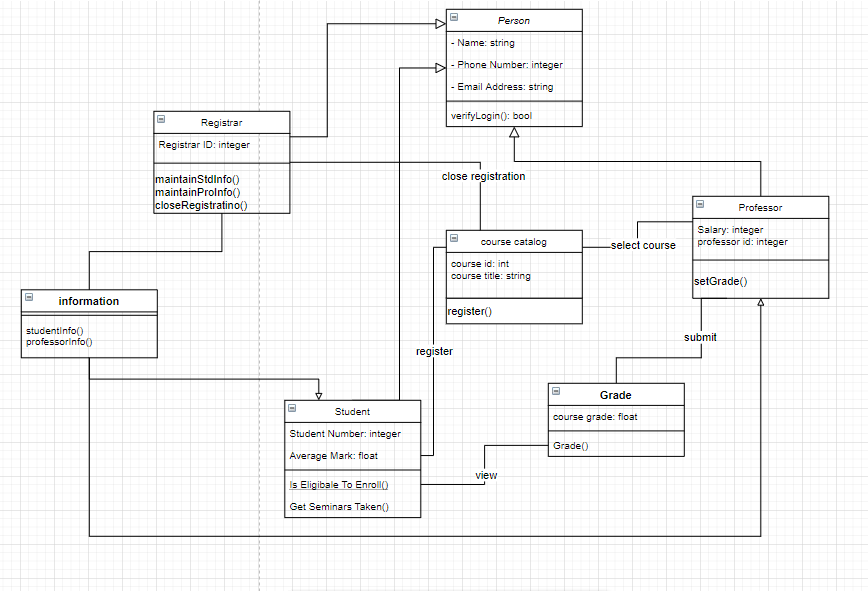 Person
- Name: string
- Phone Number: integer
- Email Address: string
verifyLogin(): bool
Registrar
Registrar ID: integer
maintainStdInfo()
maintainProInfo()
closeRegistratino()
close registration
Professor
Salary: integer
professor id: integer
setGrade()
course catalog
course id: int
course title: string
register()
select course
information
studentInfo()
professorInfo()
register
submit
Grade
course grade: float
Grade()
Student
Student Number: integer
Average Mark: float
Is Eligibale To Enroll()
Get Seminars Taken()
view